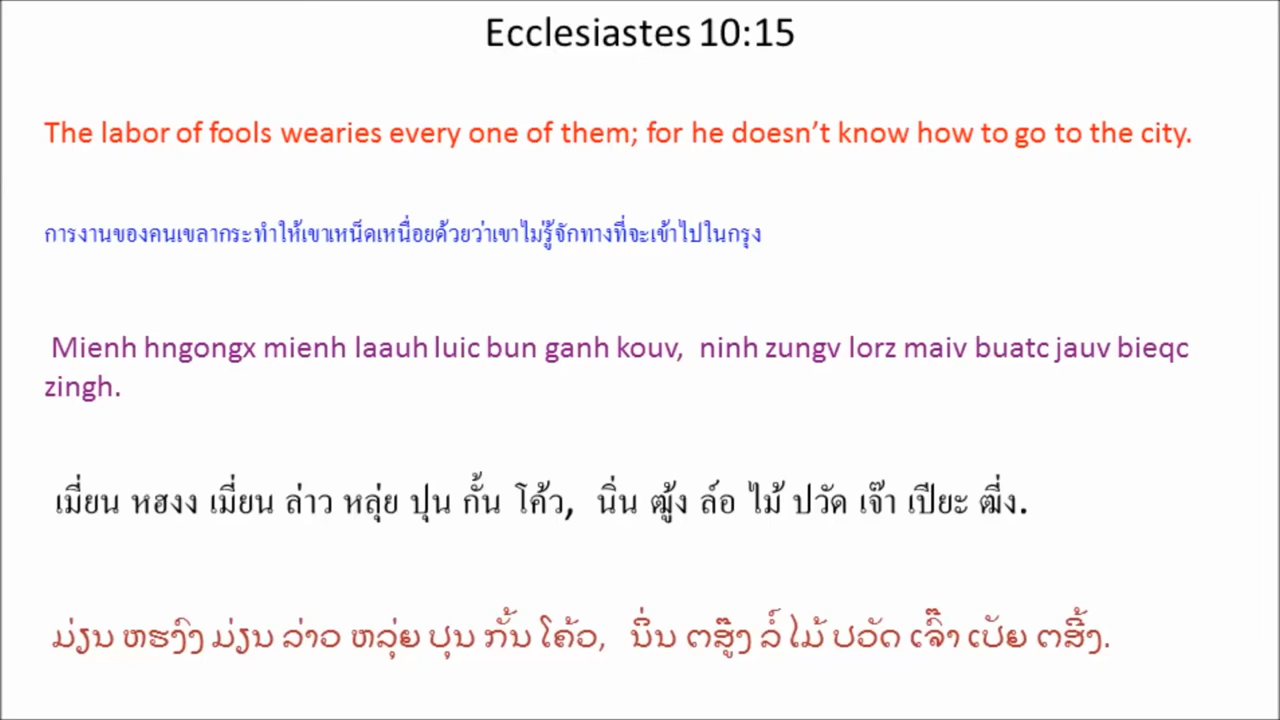 Ecclesiastes 10:15
The labor of fools wearies every one of them; for he doesn’t know how to go to the city.
การงานของคนเขลากระทำให้เขาเหน็ดเหนื่อยด้วยว่าเขาไม่รู้จักทางที่จะเข้าไปในกรุง
Mienh hngongx mienh laauh luic bun ganh kouv,  ninh zungv lorz maiv buatc jauv bieqc
zingh.
เมี่ยน หฮงง เมี่ยน ล่าว หลุ่ย ปุน กั้น โค้ว,  นิ่น ฒู้ง ล์อ ไม้ ปวัด เจ๊า เปียะ ฒี่ง.
ມ່ຽນ ຫຮງົງ ມ່ຽນ ລ່າວ ຫລຸ່ຍ ປຸນ ກັ້ນ ໂຄ້ວ,  ນິ່ນ ຕສູ໊ງ ລໍ໌ ໄມ້ ປວັດ ເຈົ໊າ ເປັຍ ຕສີ້ງ.